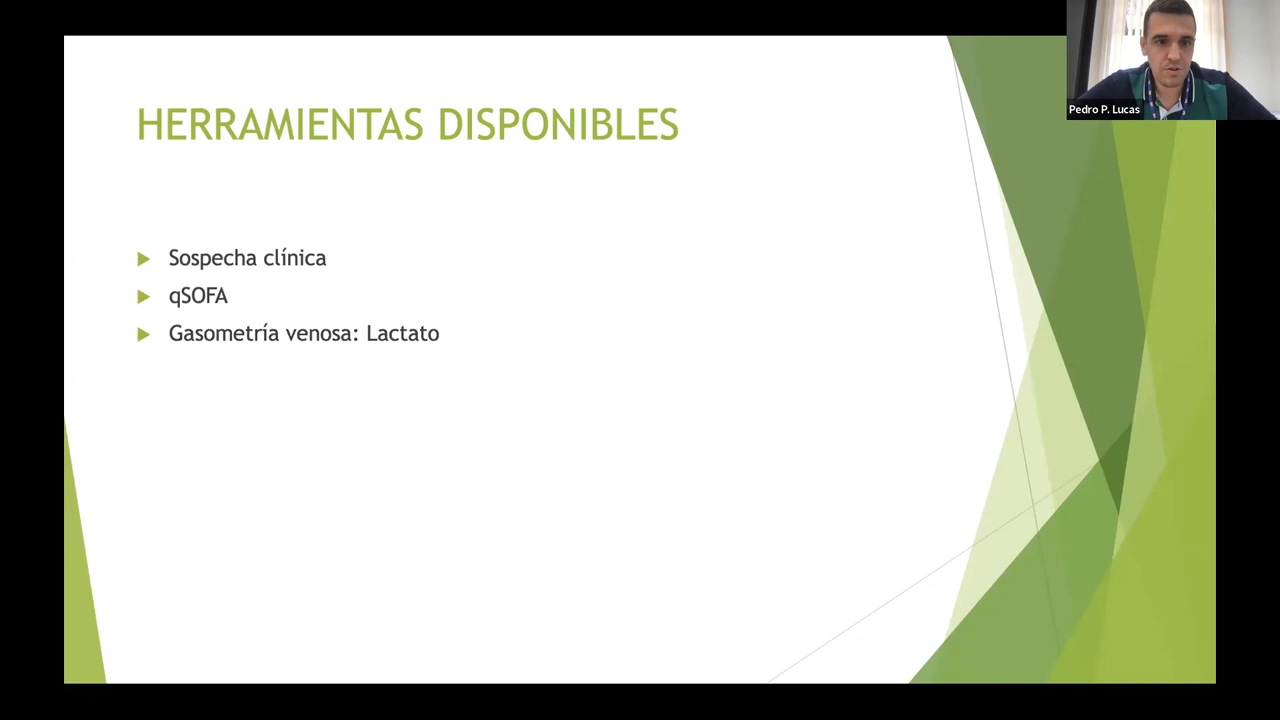 Pedro P. Lucas
HERRAMIENTAS DISPONIBLES
Sospecha clínica
qSOFA
Gasometría venosa: Lactato